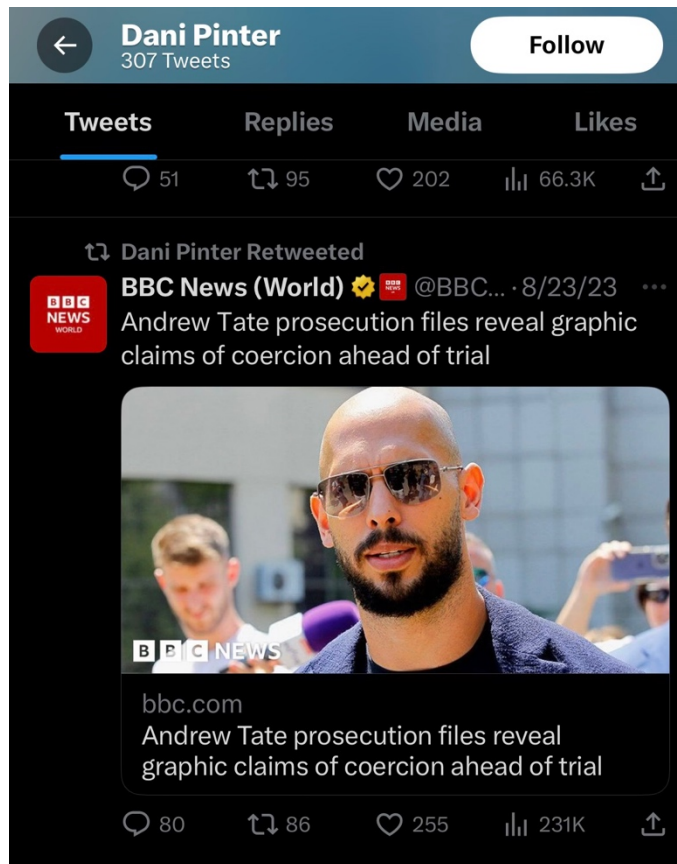 Dani Pinter
307 Tweets
Follow
Tweets Replies Media Likes
51 95 202 66.3K
Dani Pinter Retweeted
BBC News (World) @BBC... · 8/23/23
Andrew Tate prosecution files reveal graphic
claims of coercion ahead of trial
BBC
NEWS
WORLD
BBC NEWS
bbc.com
Andrew Tate prosecution files reveal
graphic claims of coercion ahead of trial
80 86 255 231K